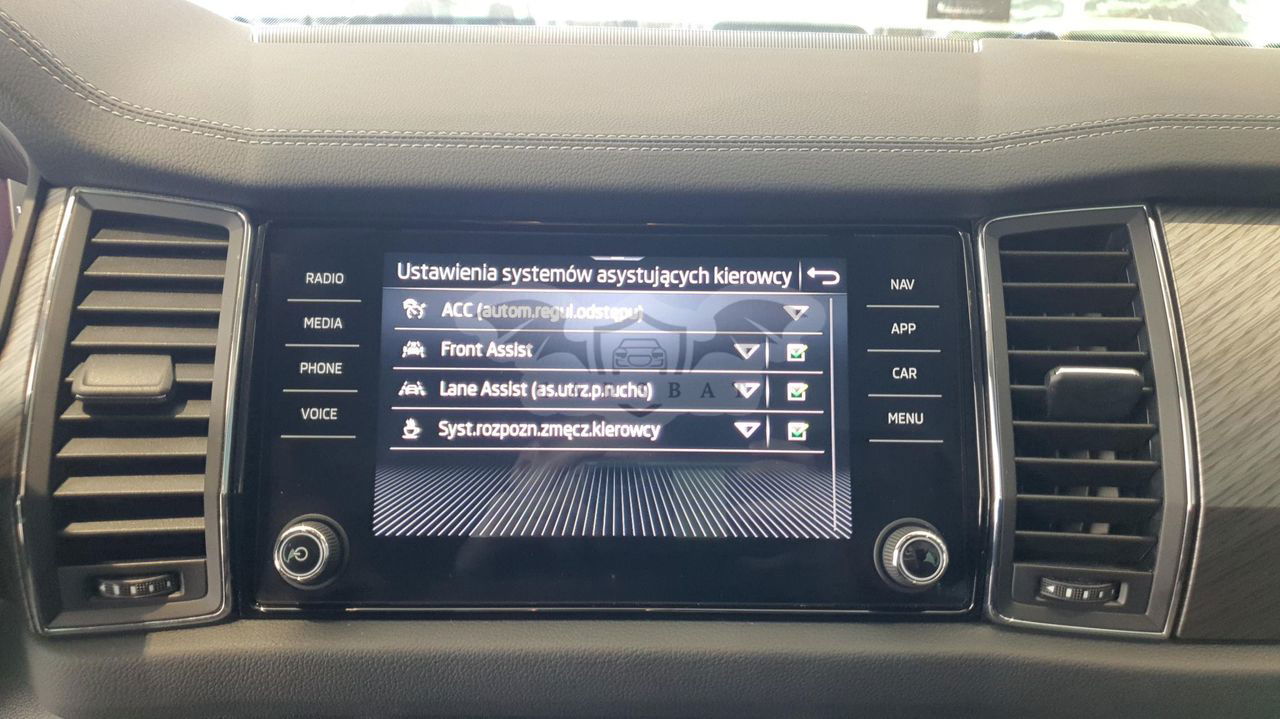 RADIO
MEDIA
PHONE
VOICE
Ustawienia systemów asystujących kierowcy
ACC (autom.regul.odstępu)
Front Assist
Lane Assist (as.utrz.p.ruchu)
Syst.rozpozn.zmęcz.kierowcy
NAV
APP
CAR
MENU